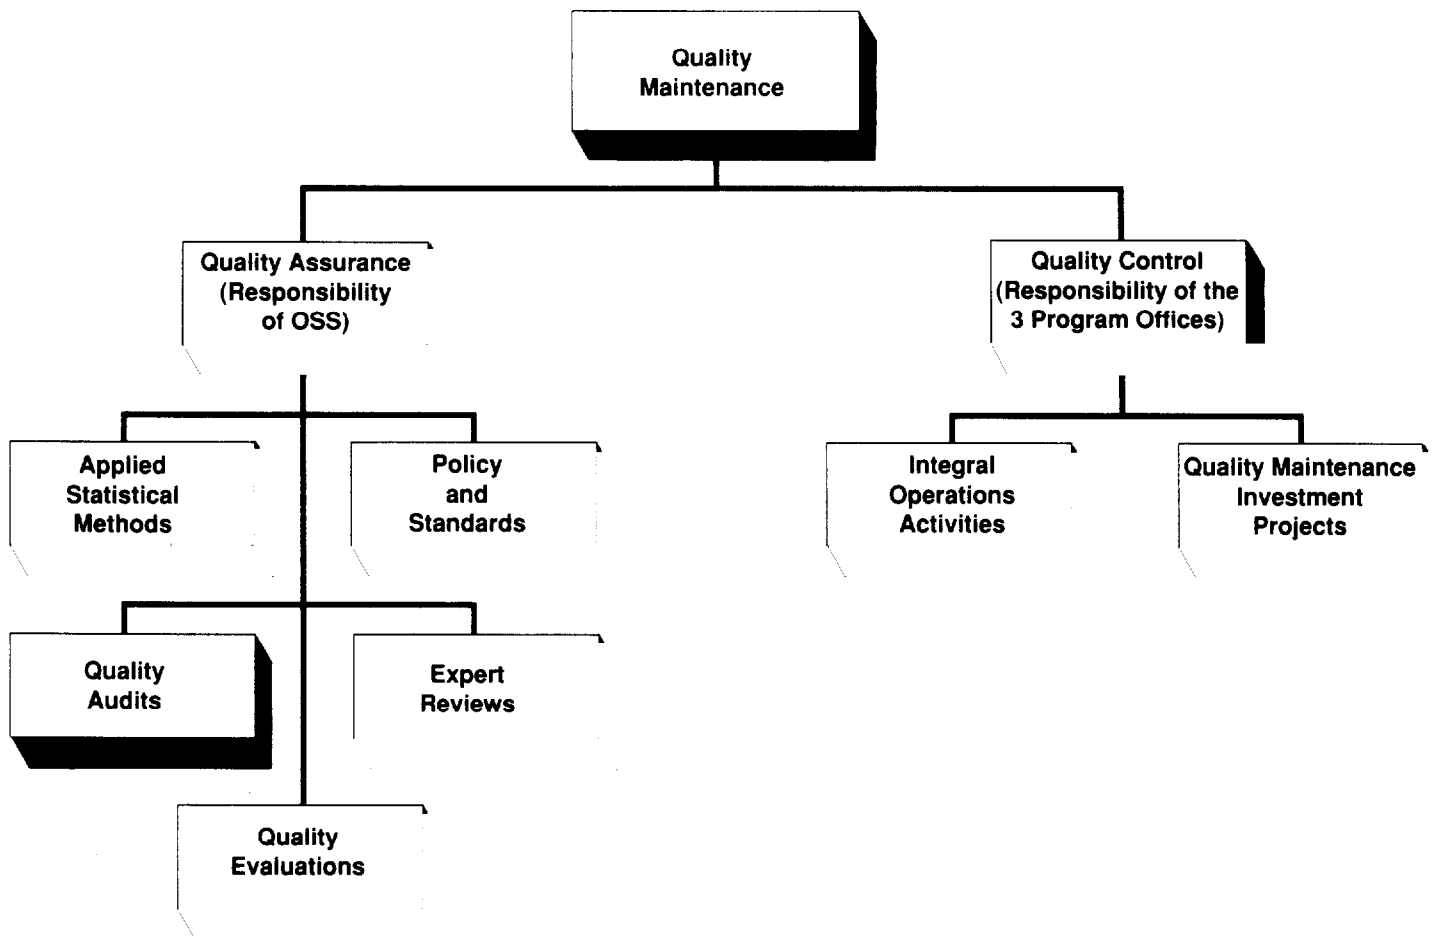 Quality
Maintenance
Quality Assurance
(Responsibility
of OSS)
Quality Control
(Responsibility of the
3 Program Offices)
Applied
Statistical
Methods
Policy
and
Standards
Integral
Operations
Activities
Quality Maintenance
Investment
Projects
Quality
Audits
Expert
Reviews
Quality
Evaluations